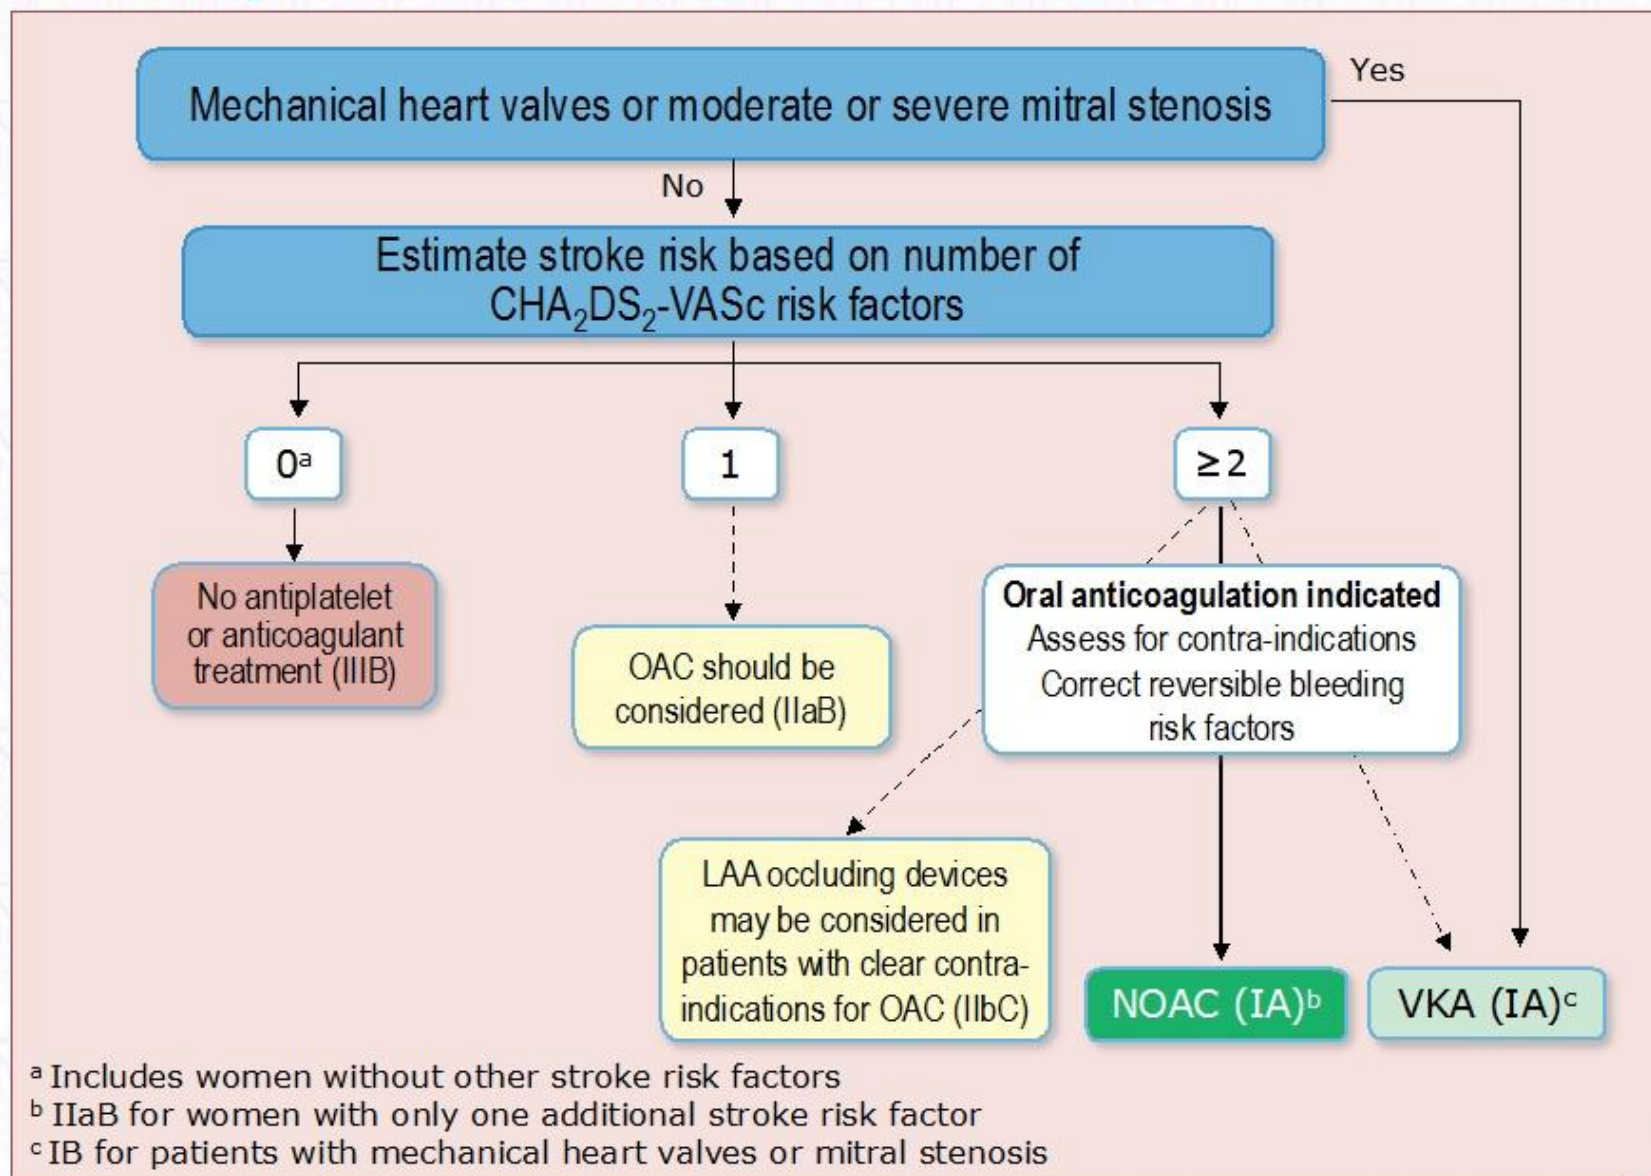 Mechanical heart valves or moderate or severe mitral stenosis
Yes
No
Estimate stroke risk based on number of
CHA₂DS₂-VASc risk factors
0ᵃ
1
≥2
No antiplatelet
or anticoagulant
treatment (IIIB)
OAC should be
considered (IIaB)
Oral anticoagulation indicated
Assess for contra-indications
Correct reversible bleeding
risk factors
LAA occluding devices
may be considered in
patients with clear contra-
indications for OAC (IIbC)
NOAC (IA)ᵇ
VKA (IA)ᶜ
ᵃ Includes women without other stroke risk factors
ᵇ IIaB for women with only one additional stroke risk factor
ᶜ IB for patients with mechanical heart valves or mitral stenosis